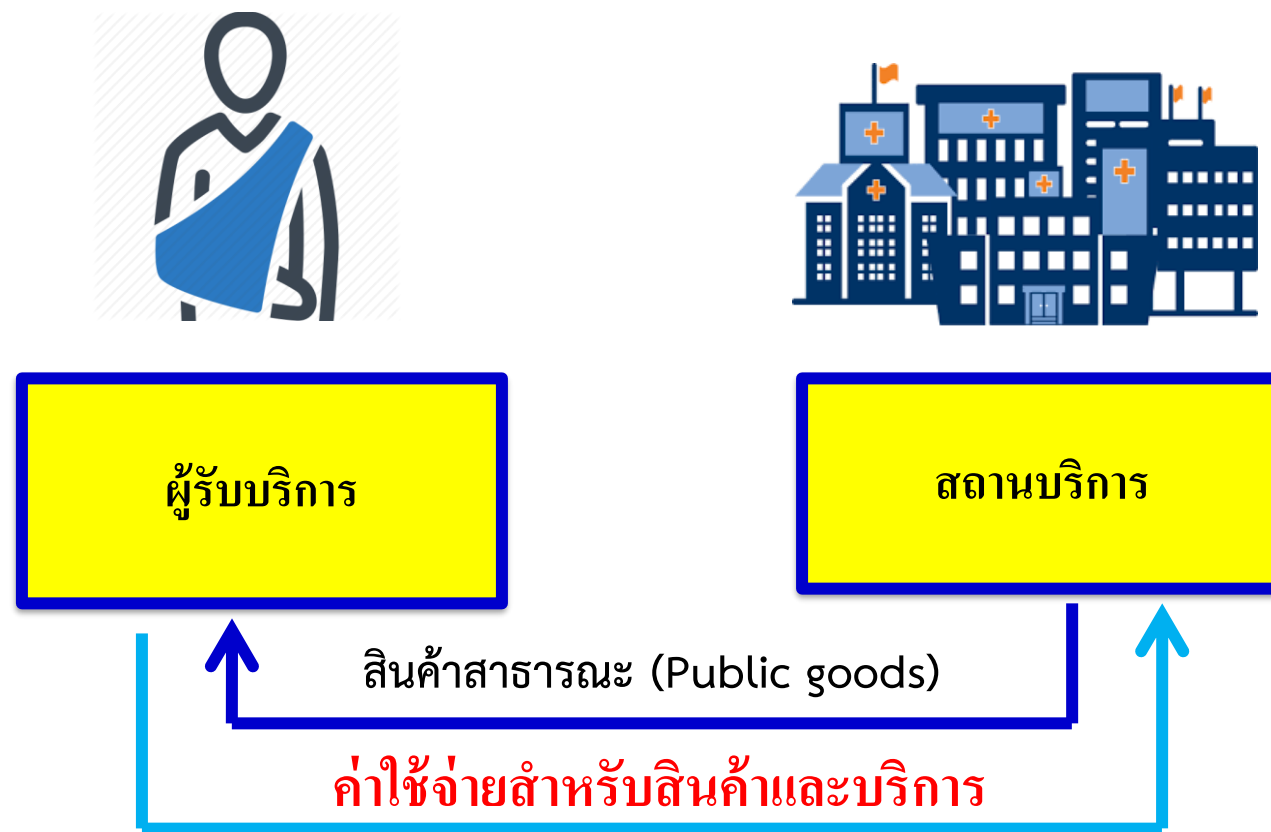 ผู้รับบริการ
สถานบริการ
สินค้าสาธารณะ (Public goods)
ค่าใช้จ่ายสำหรับสินค้าและบริการ